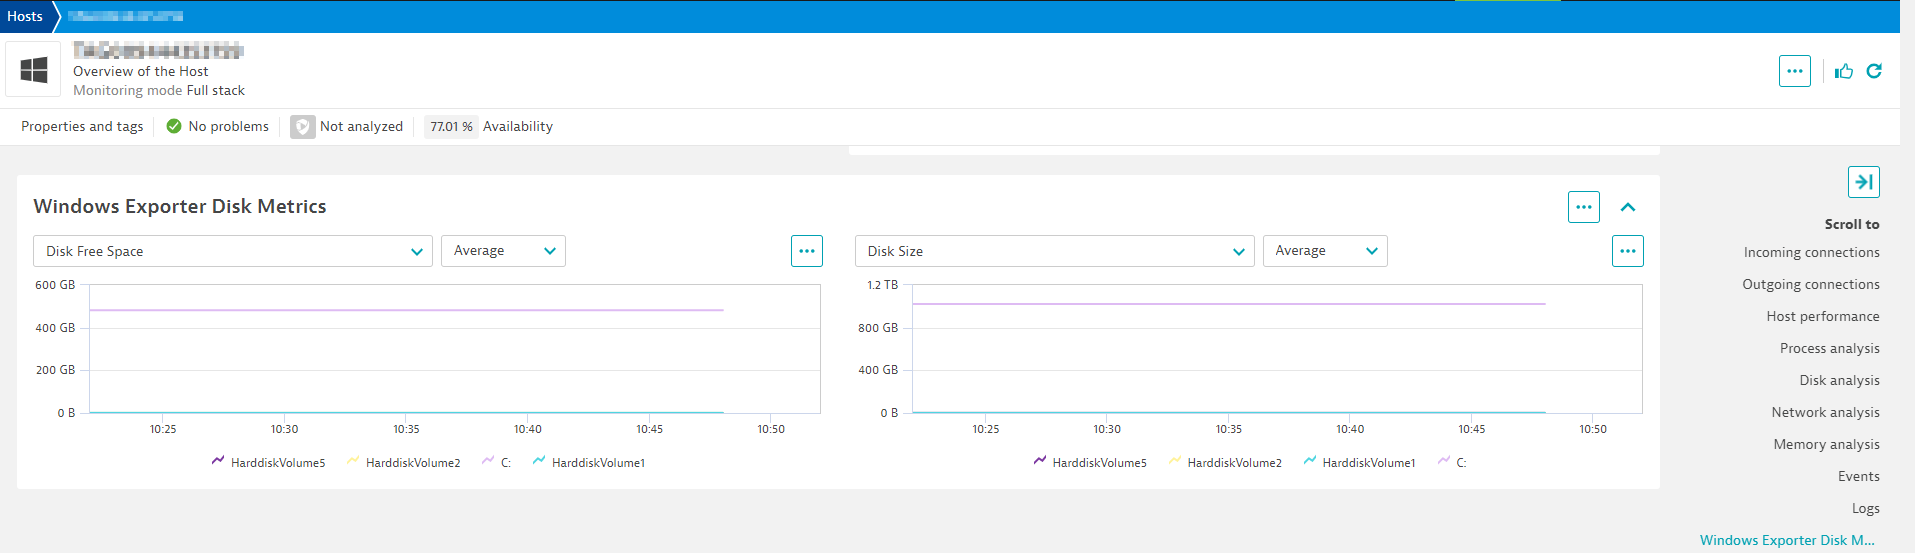 Hosts
Overview of the Host
Monitoring mode Full stack
Properties and tags
No problems
Not analyzed
77.01 % Availability
Windows Exporter Disk Metrics
Disk Free Space
Average
600 GB
400 GB
200 GB
0 B
10:25 10:30 10:35 10:40 10:45 10:50
HarddiskVolume5 HarddiskVolume2 C: HarddiskVolume1
Disk Size
Average
1.2 TB
800 GB
400 GB
0 B
10:25 10:30 10:35 10:40 10:45 10:50
HarddiskVolume5 HarddiskVolume2 HarddiskVolume1 C:
Scroll to
Incoming connections
Outgoing connections
Host performance
Process analysis
Disk analysis
Network analysis
Memory analysis
Events
Logs
Windows Exporter Disk M...